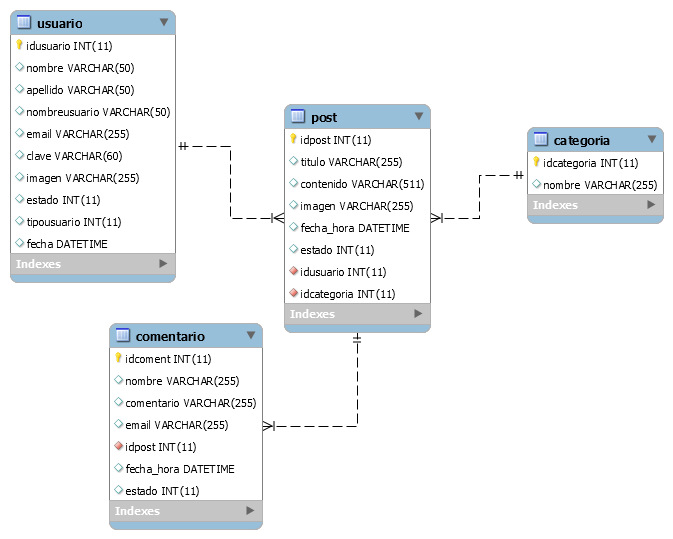 usuario
idusuario INT(11)
nombre VARCHAR(50)
apellido VARCHAR(50)
nombreusuario VARCHAR(50)
email VARCHAR(255)
clave VARCHAR(60)
imagen VARCHAR(255)
estado INT(11)
tipousuario INT(11)
fecha DATETIME
Indexes
post
idpost INT(11)
titulo VARCHAR(255)
contenido VARCHAR(511)
imagen VARCHAR(255)
fecha_hora DATETIME
estado INT(11)
idusuario INT(11)
idcategoria INT(11)
Indexes
categoria
idcategoria INT(11)
nombre VARCHAR(255)
Indexes
comentario
idcoment INT(11)
nombre VARCHAR(255)
comentario VARCHAR(255)
email VARCHAR(255)
idpost INT(11)
fecha_hora DATETIME
estado INT(11)
Indexes